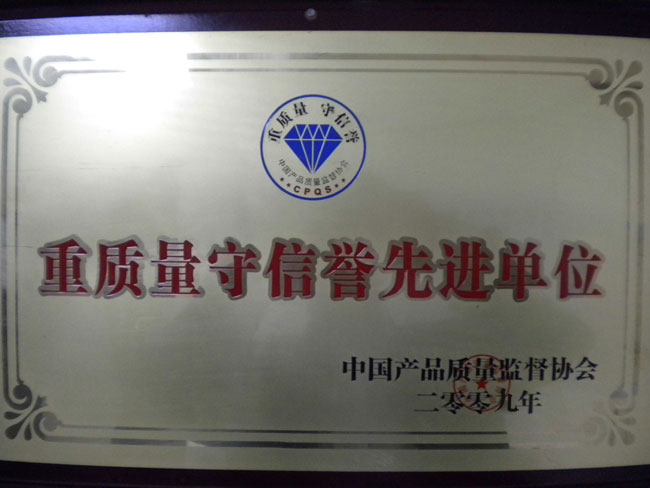 重质量 守信誉
中国产品质量监督协会
CPQS
重质量守信誉先进单位
中国产品质量监督协会
二零零九年